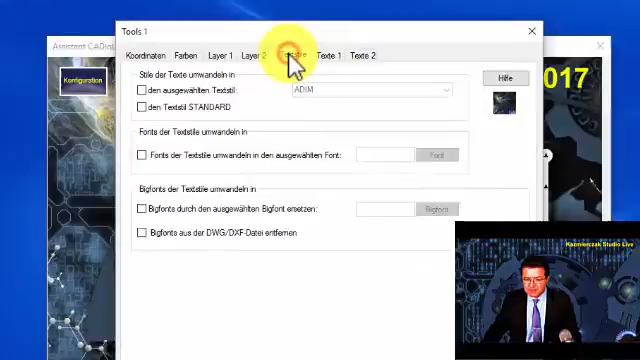 Tools 1
Assistent CADia
Koordinaten Farben Layer 1 Layer 2 Texte 1 Texte 2
Konfiguration
2017
Stile der Texte umwandeln in
den ausgewählten Textstil: ADIM
Hilfe
den Textstil STANDARD
Fonts der Textstile umwandeln in
Fonts der Textstile umwandeln in den ausgewählten Font: Font
Bigfonts der Textstile umwandeln in
Bigfonts durch den ausgewählten Bigfont ersetzen: Bigfont
Bigfonts aus der DWG/DXF-Datei entfernen
Kazmierczak Studio Live